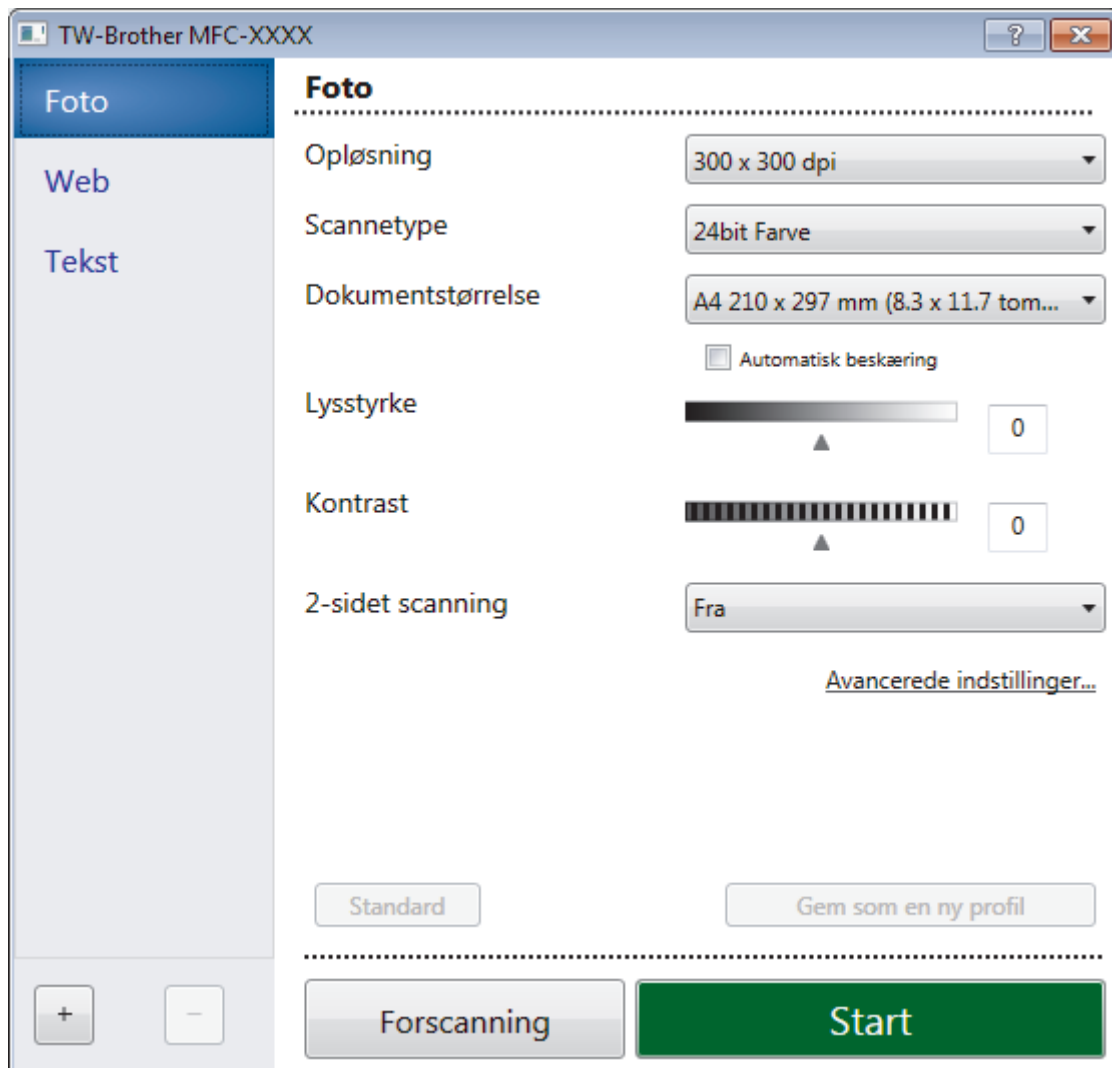 TW-Brother MFC-XXXX
Foto
Web
Tekst
Foto
Opløsning
300 x 300 dpi
Scannetype
24bit Farve
Dokumentstørrelse
A4 210 x 297 mm (8.3 x 11.7 tom...
Automatisk beskæring
Lysstyrke
0
Kontrast
0
2-sidet scanning
Fra
Avancerede indstillinger...
Standard
Gem som en ny profil
+
−
Forscanning
Start